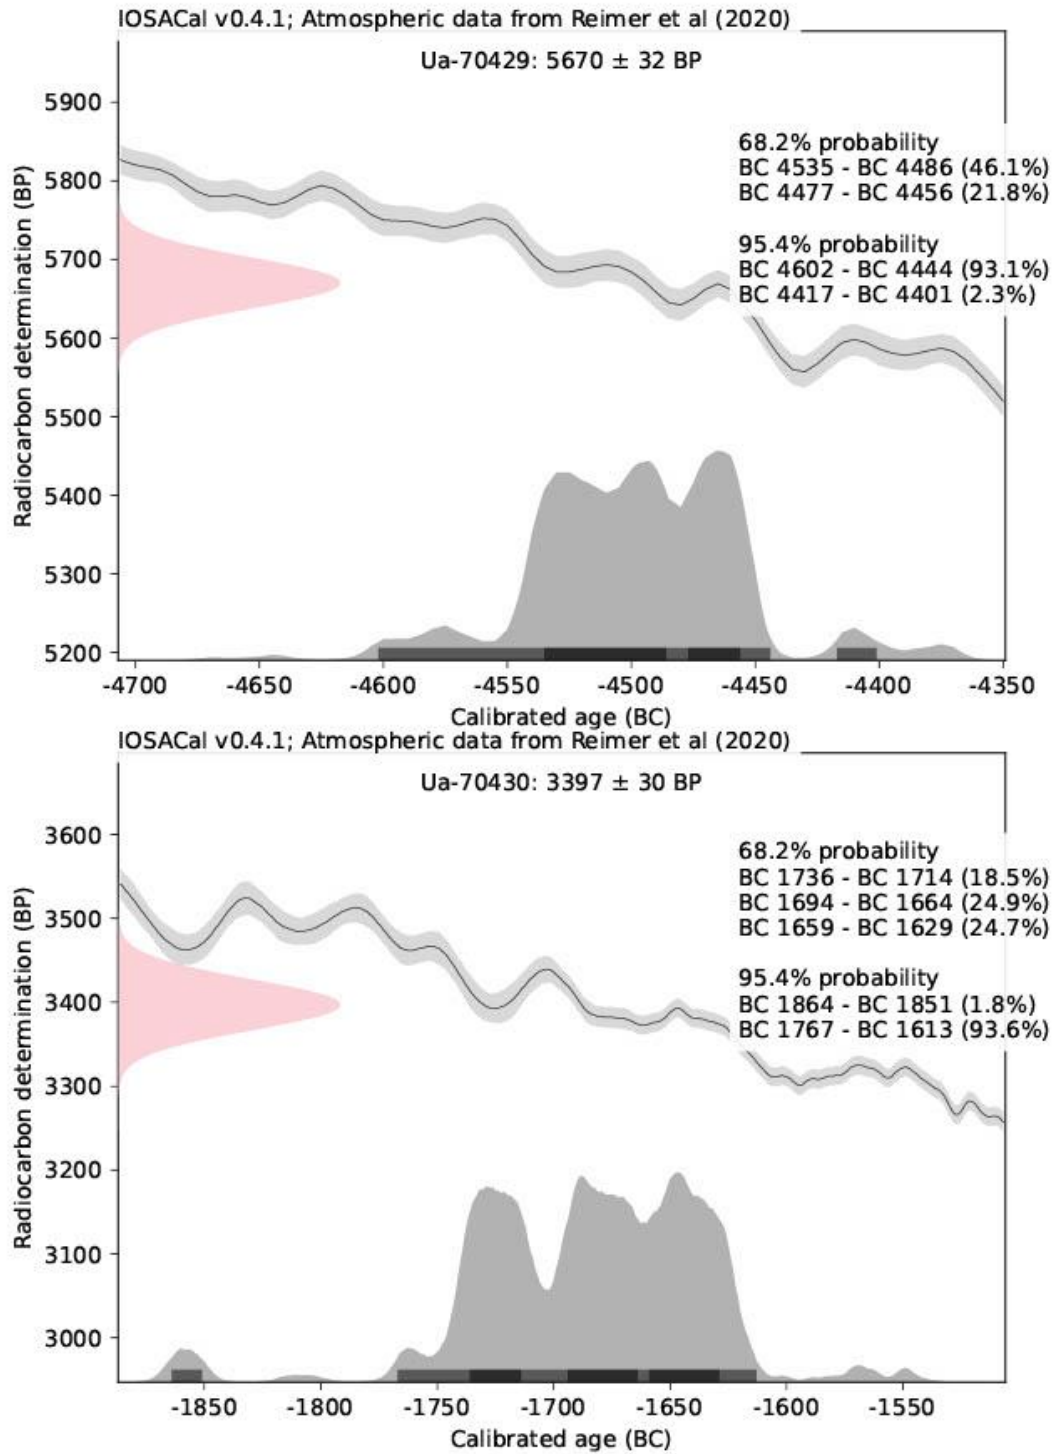 IOSACal v0.4.1; Atmospheric data from Reimer et al (2020)
Ua-70429: 5670 ± 32 BP
68.2% probability
BC 4535 - BC 4486 (46.1%)
BC 4477 - BC 4456 (21.8%)
95.4% probability
BC 4602 - BC 4444 (93.1%)
BC 4417 - BC 4401 (2.3%)
Radiocarbon determination (BP)
5900
5800
5700
5600
5500
5400
5300
5200
-4700 -4650 -4600 -4550 -4500 -4450 -4400 -4350
Calibrated age (BC)
IOSACal v0.4.1; Atmospheric data from Reimer et al (2020)
Ua-70430: 3397 ± 30 BP
68.2% probability
BC 1736 - BC 1714 (18.5%)
BC 1694 - BC 1664 (24.9%)
BC 1659 - BC 1629 (24.7%)
95.4% probability
BC 1864 - BC 1851 (1.8%)
BC 1767 - BC 1613 (93.6%)
Radiocarbon determination (BP)
3600
3500
3400
3300
3200
3100
3000
-1850 -1800 -1750 -1700 -1650 -1600 -1550
Calibrated age (BC)